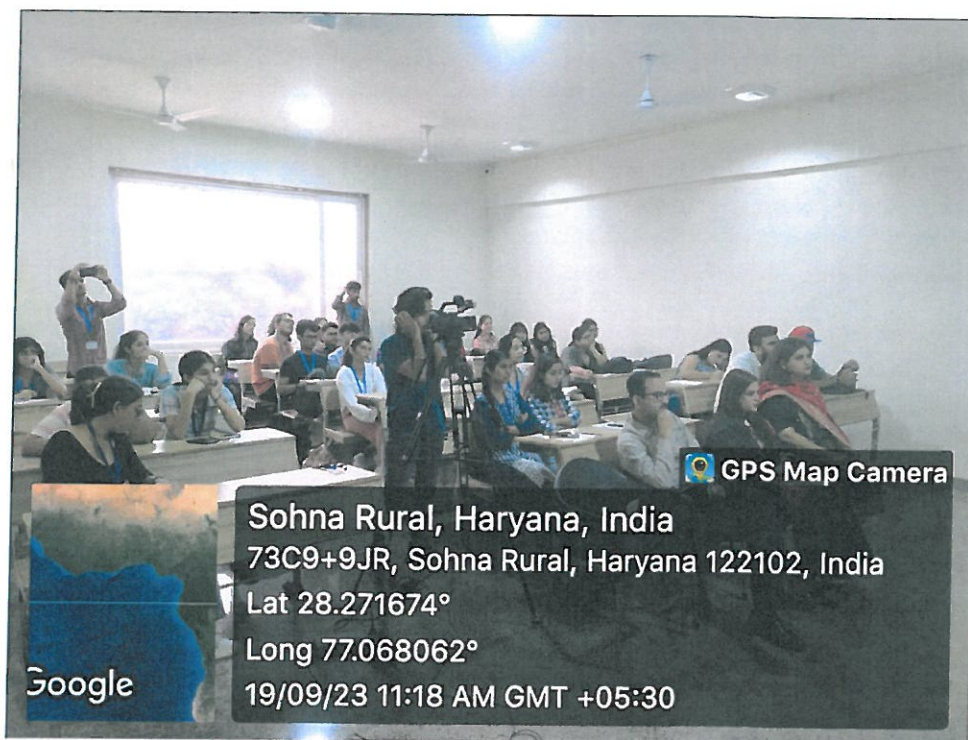 GPS Map Camera
Sohna Rural, Haryana, India
73C9+9JR, Sohna Rural, Haryana 122102, India
Lat 28.271674°
Long 77.068062°
19/09/23 11:18 AM GMT +05:30
Google